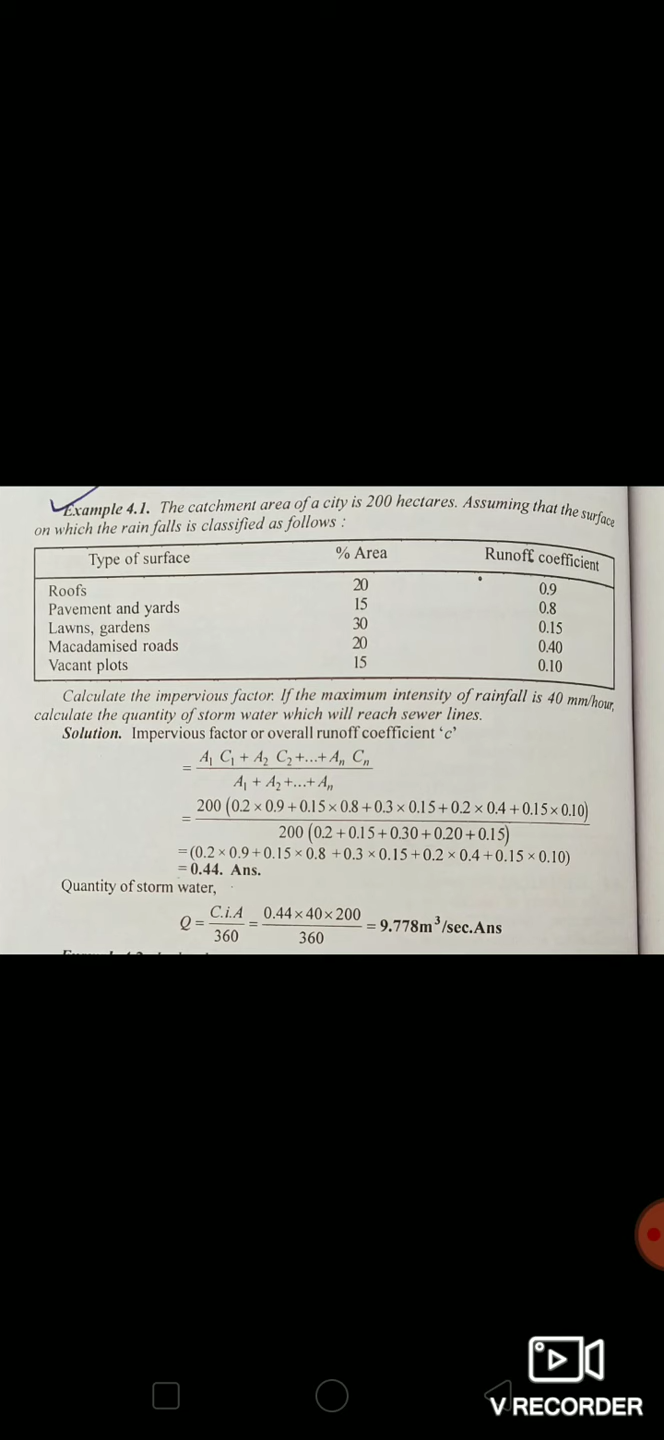 Example 4.1. The catchment area of a city is 200 hectares. Assuming that the surface
on which the rain falls is classified as follows :
Type of surface % Area Runoff coefficient
Roofs 20 0.9
Pavement and yards 15 0.8
Lawns, gardens 30 0.15
Macadamised roads 20 0.40
Vacant plots 15 0.10
Calculate the impervious factor. If the maximum intensity of rainfall is 40 mm/hour,
calculate the quantity of storm water which will reach sewer lines.
Solution. Impervious factor or overall runoff coefficient ‘c’
= A₁ C₁ + A₂ C₂ +...+ Aₙ Cₙ
A₁ + A₂ +...+ Aₙ
= 200 (0.2 × 0.9 + 0.15 × 0.8 + 0.3 × 0.15 + 0.2 × 0.4 + 0.15 × 0.10)
200 (0.2 + 0.15 + 0.30 + 0.20 + 0.15)
= (0.2 × 0.9 + 0.15 × 0.8 + 0.3 × 0.15 + 0.2 × 0.4 + 0.15 × 0.10)
= 0.44. Ans.
Quantity of storm water,
Q = C.i.A / 360 = 0.44 × 40 × 200 / 360 = 9.778m³/sec.Ans
V RECORDER